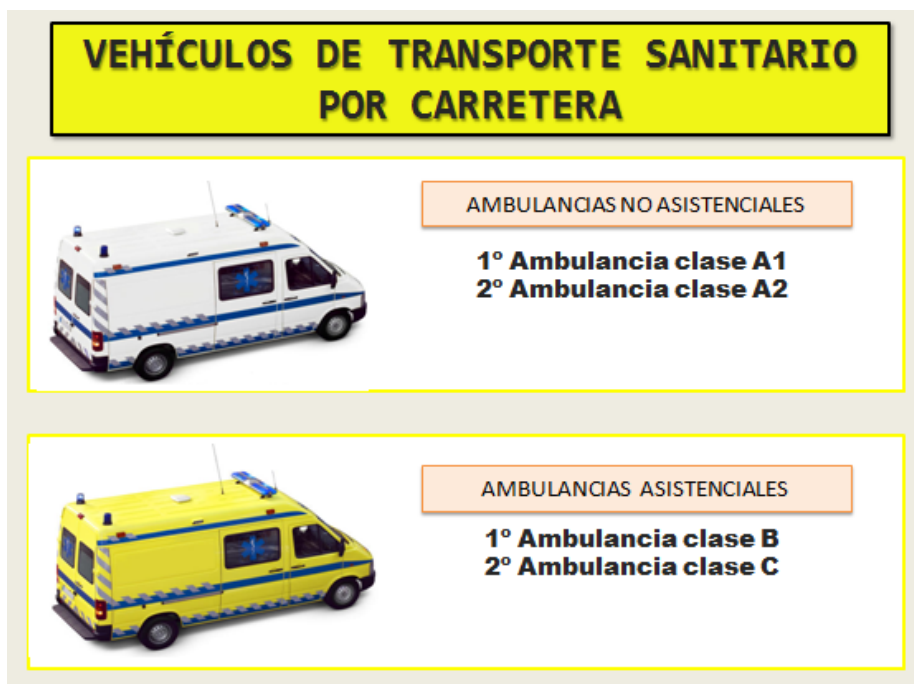 VEHÍCULOS DE TRANSPORTE SANITARIO
POR CARRETERA
AMBULANCIAS NO ASISTENCIALES
1º Ambulancia clase A1
2º Ambulancia clase A2
AMBULANCIAS ASISTENCIALES
1º Ambulancia clase B
2º Ambulancia clase C